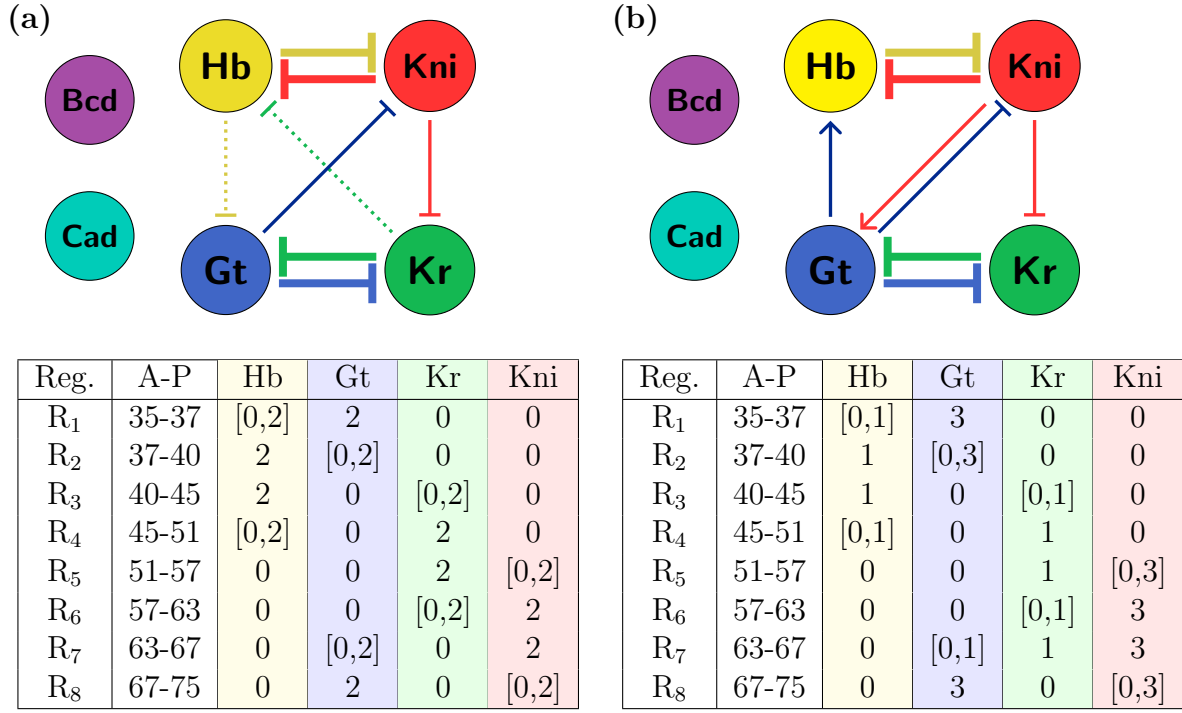 (a)
(b)
Hb Kni
Bcd
Cad
Gt Kr
Hb Kni
Bcd
Cad
Gt Kr
Reg. A-P Hb Gt Kr Kni
R₁ 35-37 [0,2] 2 0 0
R₂ 37-40 2 [0,2] 0 0
R₃ 40-45 2 0 [0,2] 0
R₄ 45-51 [0,2] 0 2 0
R₅ 51-57 0 0 2 [0,2]
R₆ 57-63 0 0 [0,2] 2
R₇ 63-67 0 [0,2] 0 2
R₈ 67-75 0 2 0 [0,2]
Reg. A-P Hb Gt Kr Kni
R₁ 35-37 [0,1] 3 0 0
R₂ 37-40 1 [0,3] 0 0
R₃ 40-45 1 0 [0,1] 0
R₄ 45-51 [0,1] 0 1 0
R₅ 51-57 0 0 1 [0,3]
R₆ 57-63 0 0 [0,1] 3
R₇ 63-67 0 [0,1] 1 3
R₈ 67-75 0 3 0 [0,3]